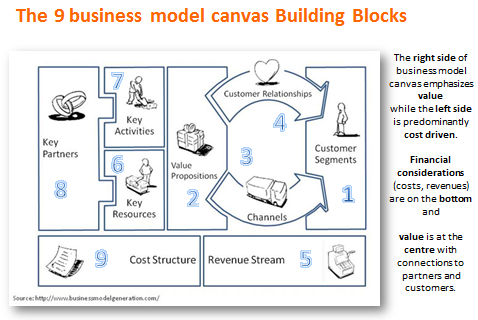 The 9 business model canvas Building Blocks
7
Key
Activities
Customer Relationships
4
Key
Partners
8
6
Key
Resources
Value
Propositions
2
3
Channels
Customer
Segments
1
9
Cost Structure
Revenue Stream
5
Source: http://www.businessmodelgeneration.com/
The right side of
business model
canvas emphasizes
value
while the left side
is predominantly
cost driven.
Financial
considerations
(costs, revenues)
are on the bottom
and
value is at the
centre with
connections to
partners and
customers.